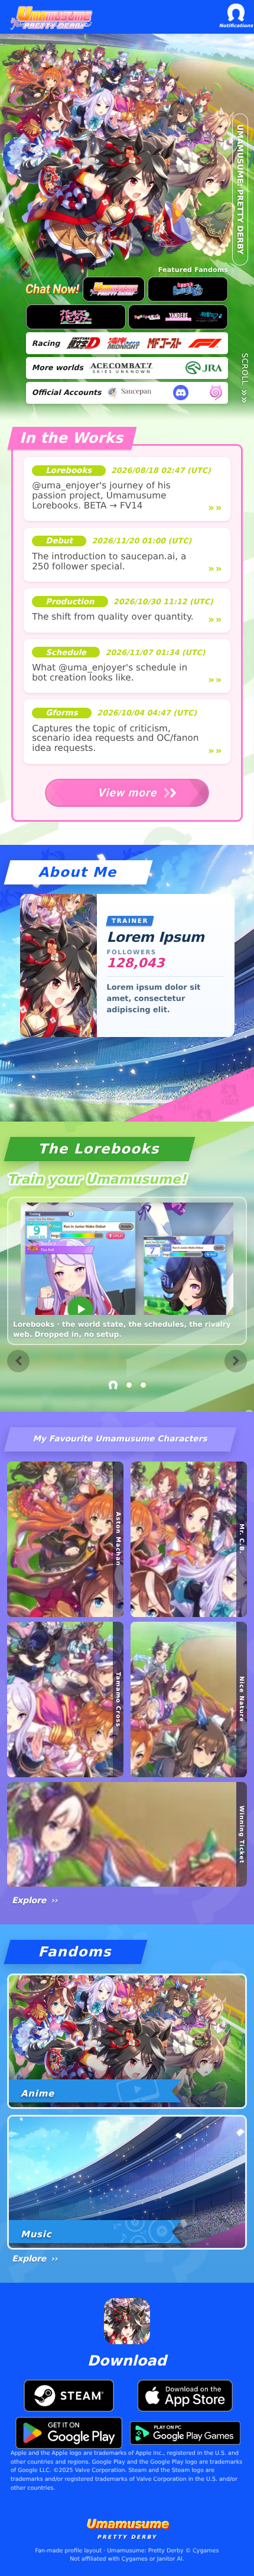 Umamusume
PRETTY DERBY
Notifications
UMAMUSUME: PRETTY DERBY
Featured Fandoms
Chat Now!
Umamusume
PRETTY DERBY
Racing
MIDNIGHT
F1
More worlds
ACE COMBAT 7
SKIES UNKNOWN
JRA
Official Accounts
Saucepan
SCROLL
In the Works
Lorebooks
2026/08/18 02:47 (UTC)
@uma_enjoyer's journey of his
passion project, Umamusume
Lorebooks. BETA → FV14
»»
Debut
2026/11/20 01:00 (UTC)
The introduction to saucepan.ai, a
250 follower special.
»»
Production
2026/10/30 11:12 (UTC)
The shift from quality over quantity.
»»
Schedule
2026/11/07 01:34 (UTC)
What @uma_enjoyer's schedule in
bot creation looks like.
»»
Gforms
2026/10/04 04:47 (UTC)
Captures the topic of criticism,
scenario idea requests and OC/fanon
idea requests.
»»
View more
About Me
TRAINER
Lorem Ipsum
FOLLOWERS
128,043
Lorem ipsum dolor sit
amet, consectetur
adipiscing elit.
The Lorebooks
Train your Umamusume!
Lorebooks - the world state, the schedules, the rivalry
web. Dropped in, no setup.
My Favourite Umamusume Characters
Aston Machan
Mr. C.B.
Tamamo Cross
Nice Nature
Winning Ticket
Explore ››
Fandoms
Anime
Music
Explore ››
Download
STEAM
Download on the
App Store
GET IT ON
Google Play
PLAY ON PC
Google Play Games
Apple and the Apple logo are trademarks of Apple Inc., registered in the U.S. and
other countries and regions. Google Play and the Google Play logo are trademarks
of Google LLC. ©2025 Valve Corporation. Steam and the Steam logo are
trademarks and/or registered trademarks of Valve Corporation in the U.S. and/or
other countries.
Umamusume
PRETTY DERBY
Fan-made profile layout · Umamusume: Pretty Derby © Cygames
Not affiliated with Cygames or Janitor AI.